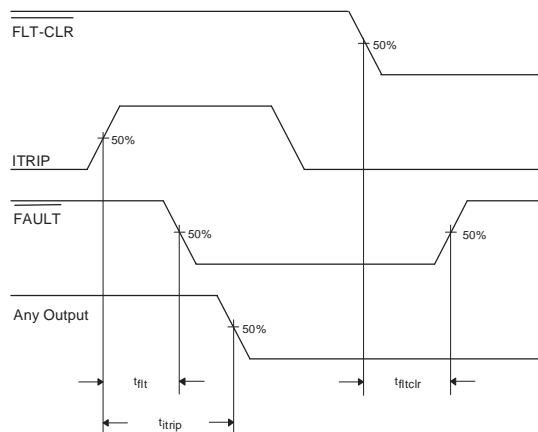 FLT-CLR
50%
50%
ITRIP
FAULT
50%
50%
Any Output
50%
tflt
tfltclr
titrip